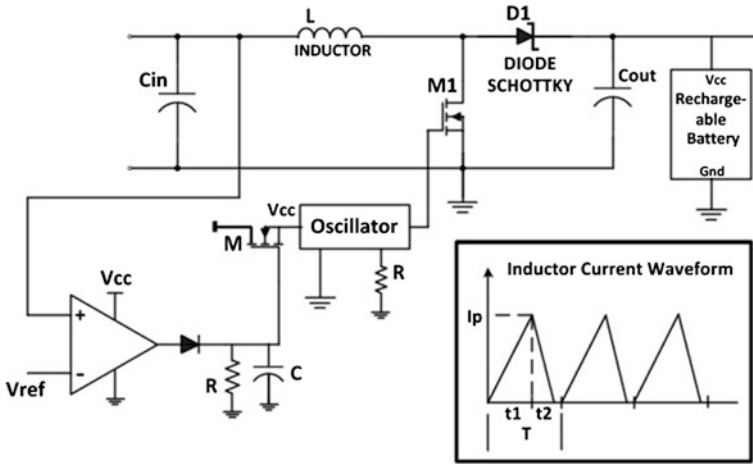 L
INDUCTOR
D1
DIODE
SCHOTTKY
Cin
M1
Cout
Vcc
Recharge-
able
Battery
Gnd
Vcc
Oscillator
M
R
Vcc
+
-
Vref
R
C
Inductor Current Waveform
Ip
t1
t2
T